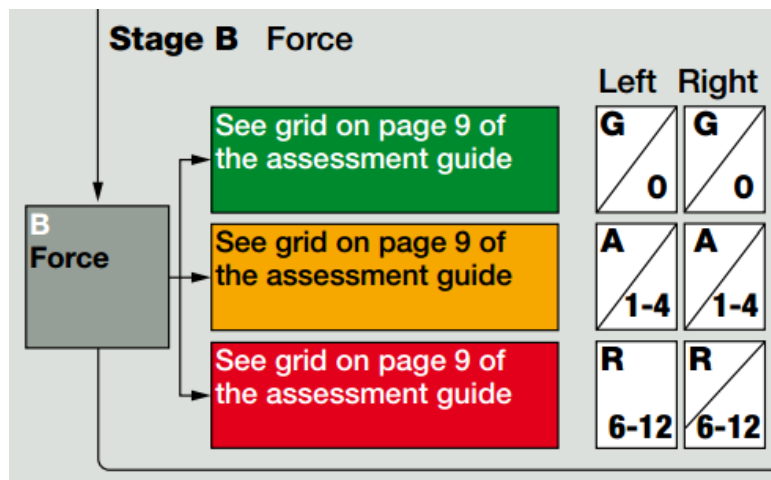 Stage B Force
Left Right
See grid on page 9 of
the assessment guide
G
0
G
0
B
Force
See grid on page 9 of
the assessment guide
A
1-4
A
1-4
See grid on page 9 of
the assessment guide
R
6-12
R
6-12